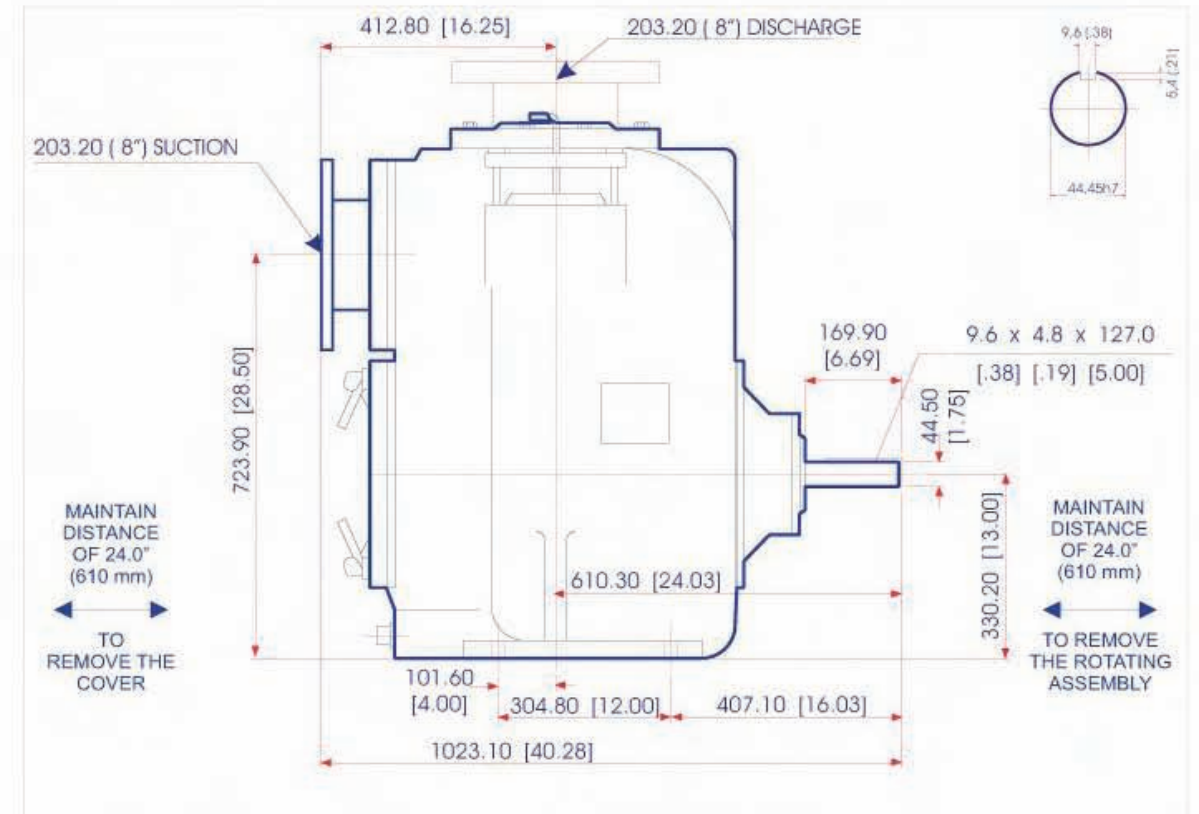 412.80 [16.25]
203.20 ( 8") DISCHARGE
9,6 [.38]
5,4 [.21]
44,45h7
203.20 ( 8") SUCTION
169.90
[6.69]
9.6 x 4.8 x 127.0
[.38] [.19] [5.00]
44.50
[1.75]
723.90 [28.50]
330.20 [13.00]
MAINTAIN
DISTANCE
OF 24.0"
(610 mm)
TO
REMOVE THE
COVER
MAINTAIN
DISTANCE
OF 24.0"
(610 mm)
TO REMOVE
THE ROTATING
ASSEMBLY
610.30 [24.03]
101.60
[4.00]
304.80 [12.00]
407.10 [16.03]
1023.10 [40.28]